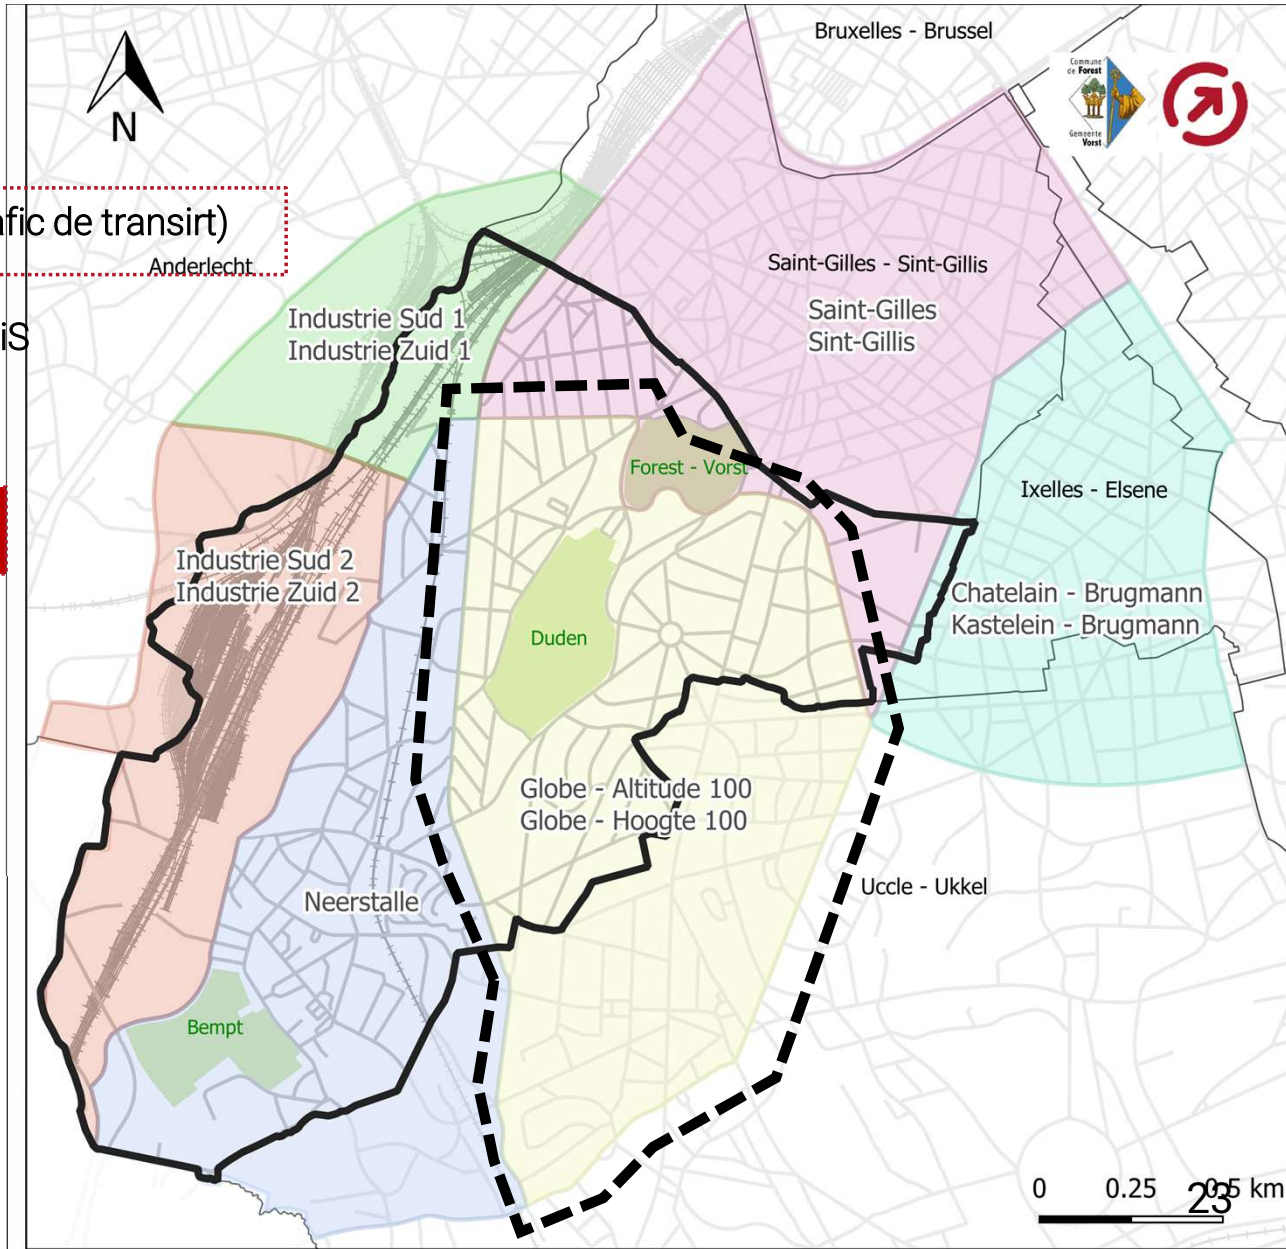 Bruxelles - Brussel
Commune
de Forest
Gemeente
Vorst
N
afic de transirt)
Anderlecht
iS
Saint-Gilles - Sint-Gillis
Saint-Gilles
Sint-Gillis
Industrie Sud 1
Industrie Zuid 1
Forest - Vorst
Ixelles - Elsene
Industrie Sud 2
Industrie Zuid 2
Chatelain - Brugmann
Kastelein - Brugmann
Duden
Globe - Altitude 100
Globe - Hoogte 100
Uccle - Ukkel
Neerstalle
Bempt
0 0.25 0.5 km
23